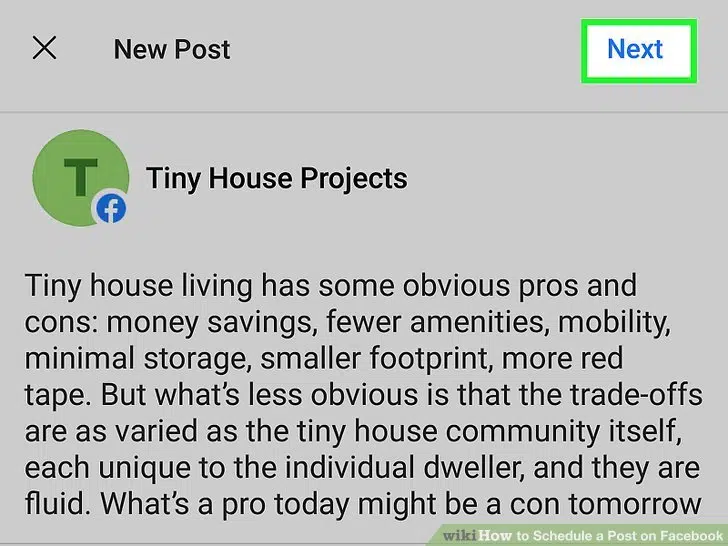 New Post
Next
T
Tiny House Projects
Tiny house living has some obvious pros and
cons: money savings, fewer amenities, mobility,
minimal storage, smaller footprint, more red
tape. But what’s less obvious is that the trade-offs
are as varied as the tiny house community itself,
each unique to the individual dweller, and they are
fluid. What’s a pro today might be a con tomorrow
wikiHow to Schedule a Post on Facebook